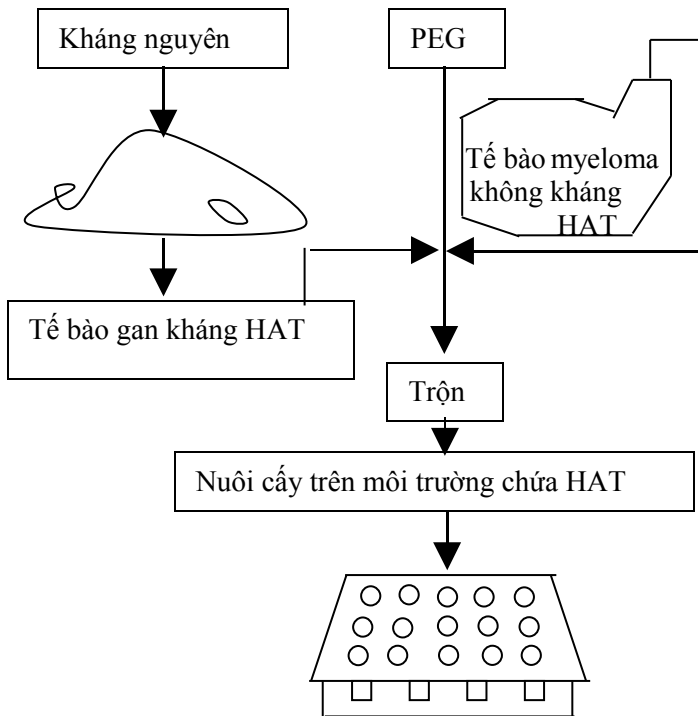 Kháng nguyên
PEG
Tế bào myeloma
không kháng
HAT
Tế bào gan kháng HAT
Trộn
Nuôi cấy trên môi trường chứa HAT